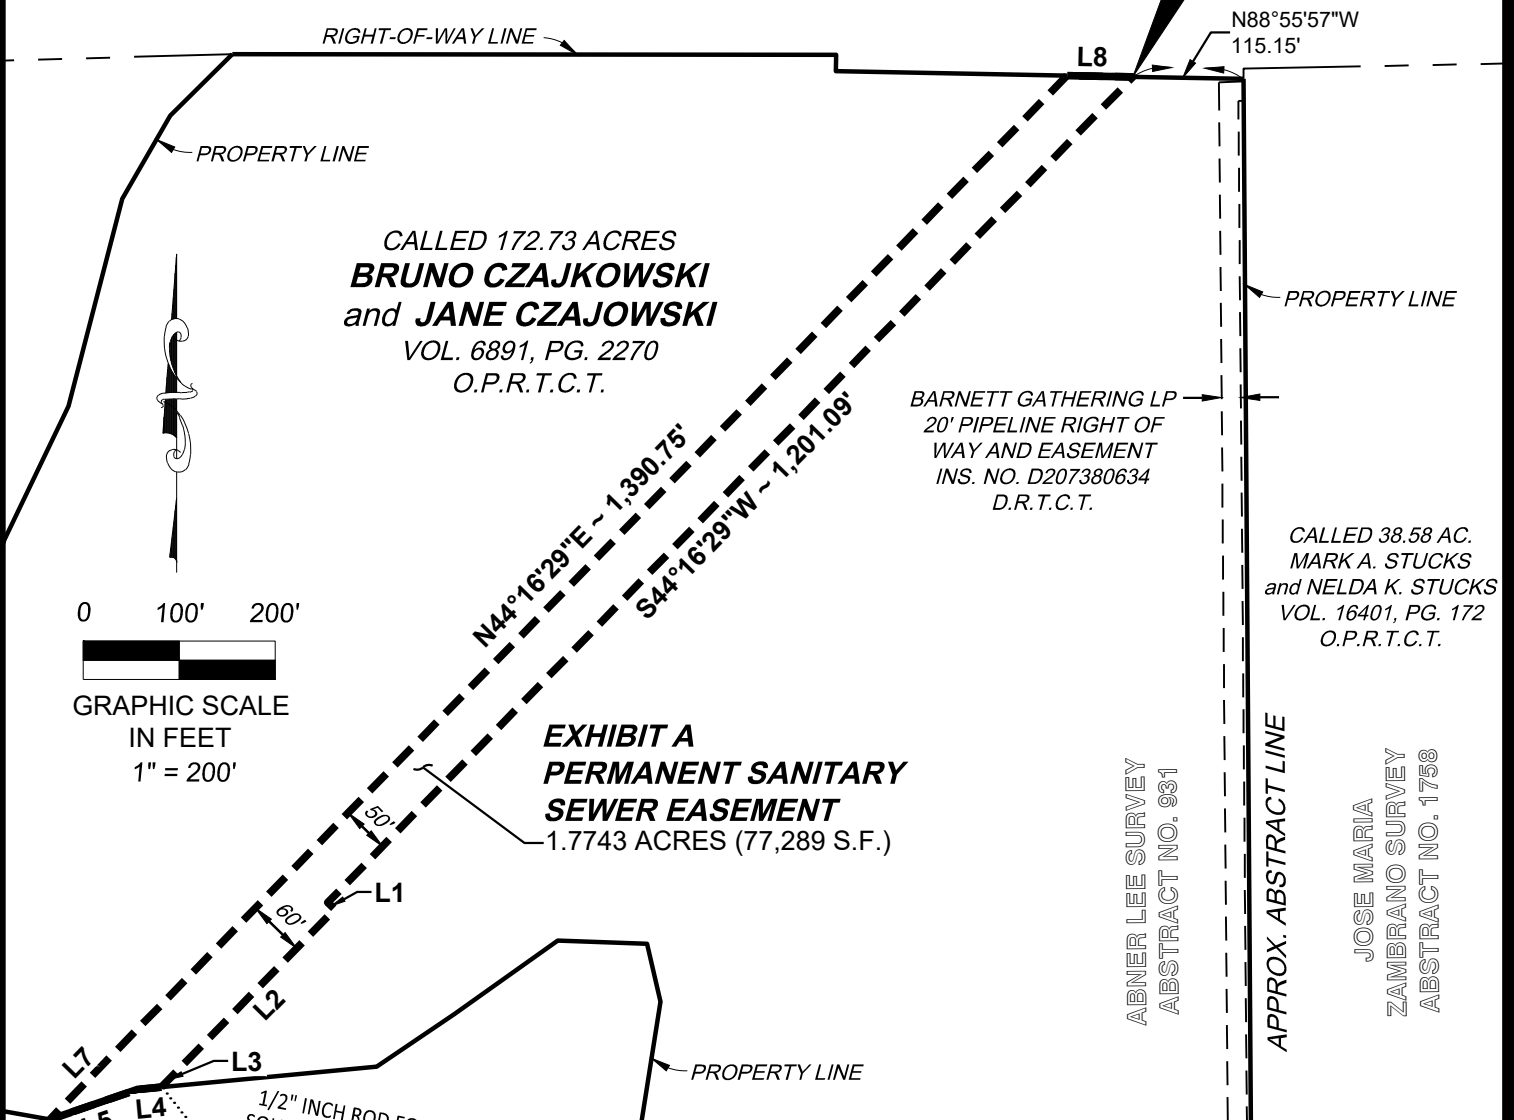 RIGHT-OF-WAY LINE
N88°55'57"W
115.15'
L8
PROPERTY LINE
CALLED 172.73 ACRES
BRUNO CZAJKOWSKI
and JANE CZAJOWSKI
VOL. 6891, PG. 2270
O.P.R.T.C.T.
PROPERTY LINE
BARNETT GATHERING LP
20' PIPELINE RIGHT OF
WAY AND EASEMENT
INS. NO. D207380634
D.R.T.C.T.
N44°16'29"E ~ 1,390.75'
S44°16'29"W ~ 1,201.09'
CALLED 38.58 AC.
MARK A. STUCKS
and NELDA K. STUCKS
VOL. 16401, PG. 172
O.P.R.T.C.T.
0 100' 200'
GRAPHIC SCALE
IN FEET
1" = 200'
EXHIBIT A
PERMANENT SANITARY
SEWER EASEMENT
1.7743 ACRES (77,289 S.F.)
50'
L1
60'
L2
L7
L3
L4
PROPERTY LINE
1/2" INCH ROD
ABNER LEE SURVEY
ABSTRACT NO. 931
APPROX. ABSTRACT LINE
JOSE MARIA
ZAMBRANO SURVEY
ABSTRACT NO. 1758